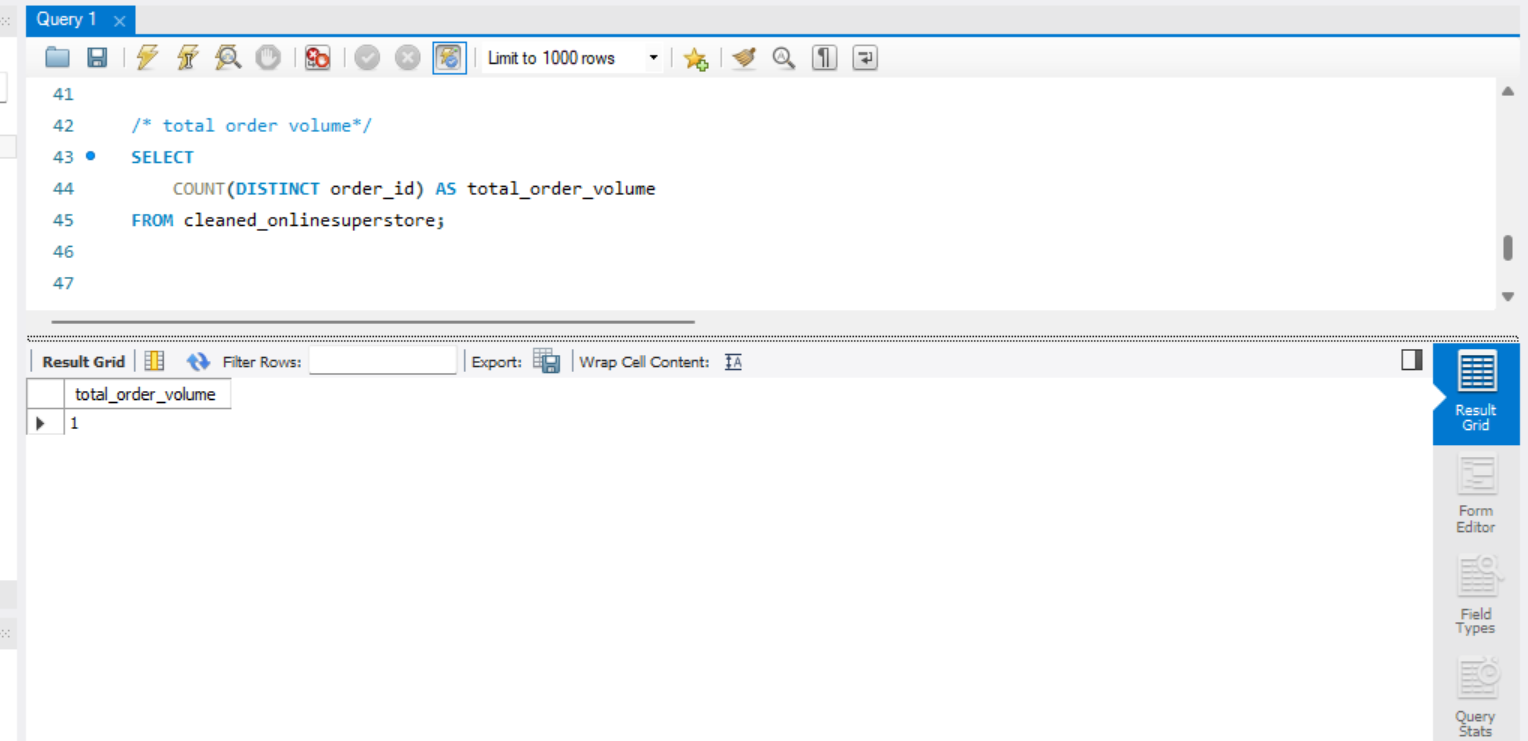 Query 1
Limit to 1000 rows
41
42 /* total order volume*/
43 SELECT
44 COUNT(DISTINCT order_id) AS total_order_volume
45 FROM cleaned_onlinesuperstore;
46
47
Result Grid Filter Rows: Export: Wrap Cell Content:
total_order_volume
1
Result
Grid
Form
Editor
Field
Types
Query
Stats